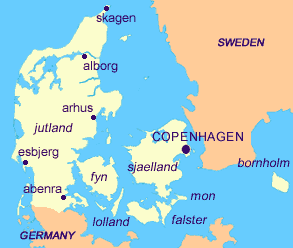 skagen
SWEDEN
alborg
arhus
jutland
COPENHAGEN
esbjerg
sjaelland
bornholm
fyn
abenra
mon
lolland
falster
GERMANY